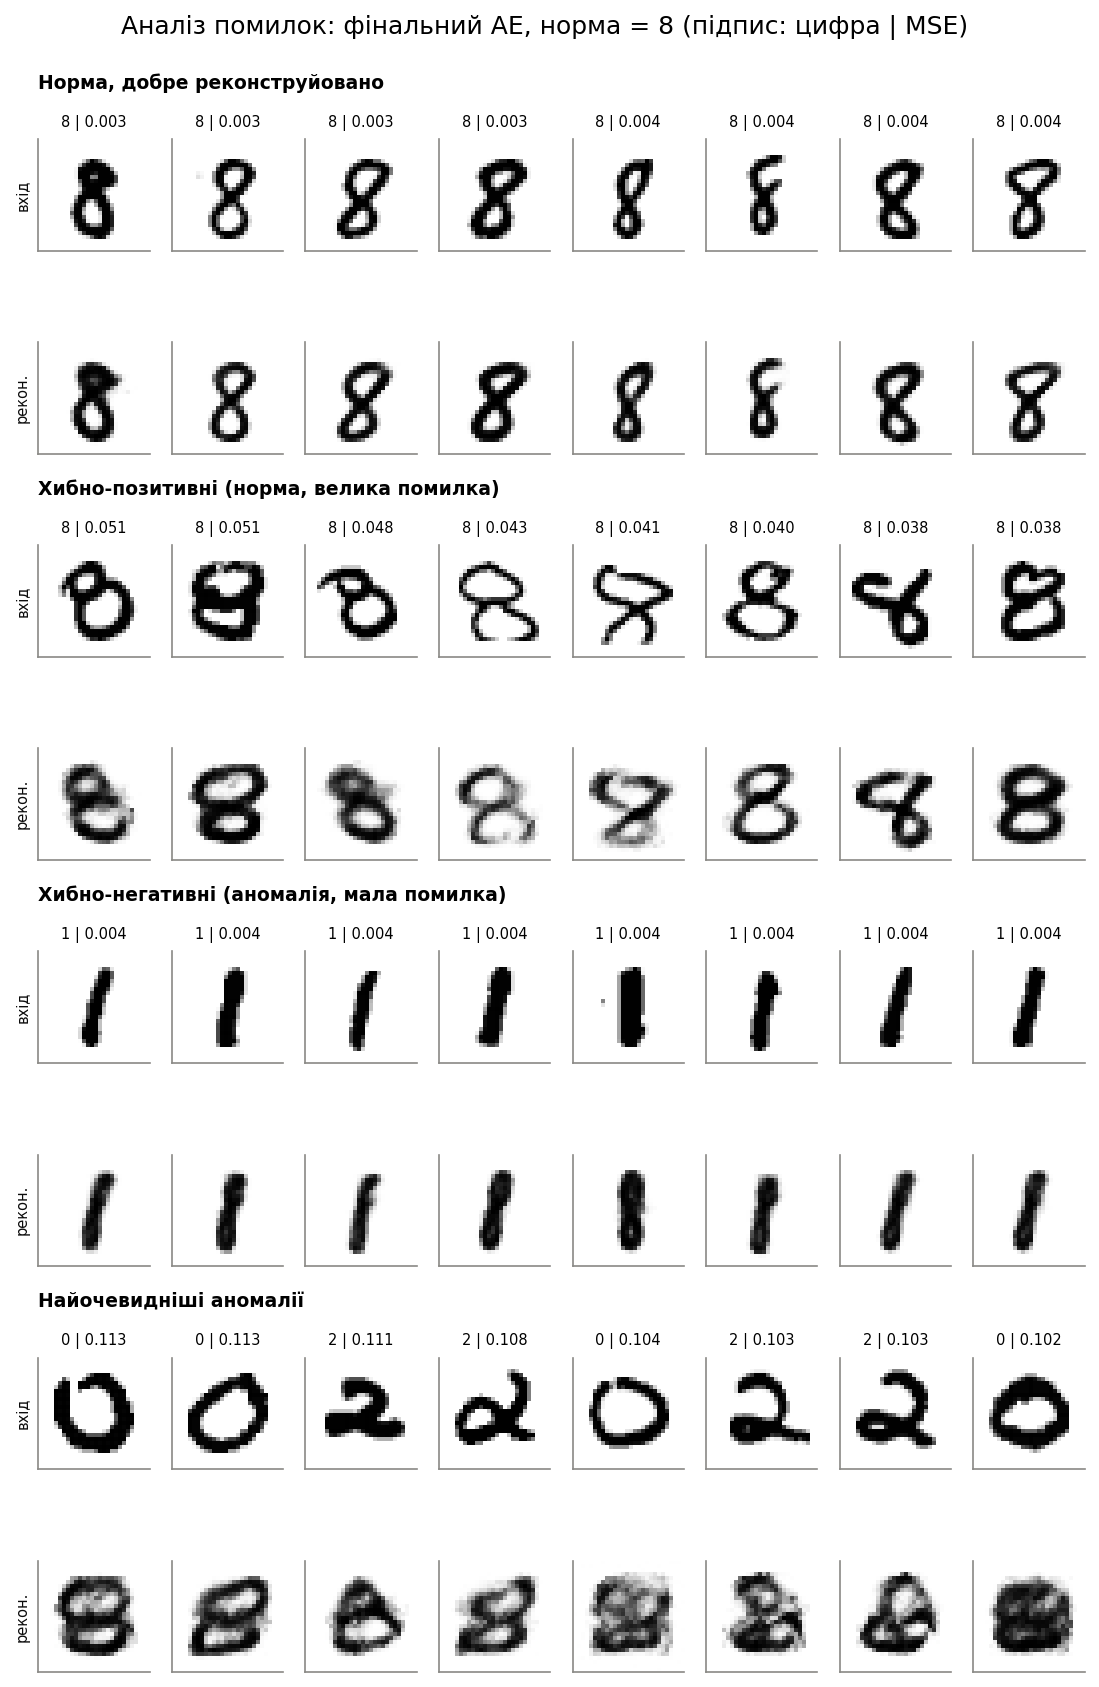 Аналіз помилок: фінальний AE, норма = 8 (підпис: цифра | MSE)
Норма, добре реконструйовано
8 | 0.003 8 | 0.003 8 | 0.003 8 | 0.003 8 | 0.004 8 | 0.004 8 | 0.004 8 | 0.004
вхід
рекон.
Хибно-позитивні (норма, велика помилка)
8 | 0.051 8 | 0.051 8 | 0.048 8 | 0.043 8 | 0.041 8 | 0.040 8 | 0.038 8 | 0.038
вхід
рекон.
Хибно-негативні (аномалія, мала помилка)
1 | 0.004 1 | 0.004 1 | 0.004 1 | 0.004 1 | 0.004 1 | 0.004 1 | 0.004 1 | 0.004
вхід
рекон.
Найочевидніші аномалії
0 | 0.113 0 | 0.113 2 | 0.111 2 | 0.108 0 | 0.104 2 | 0.103 2 | 0.103 0 | 0.102
вхід
рекон.